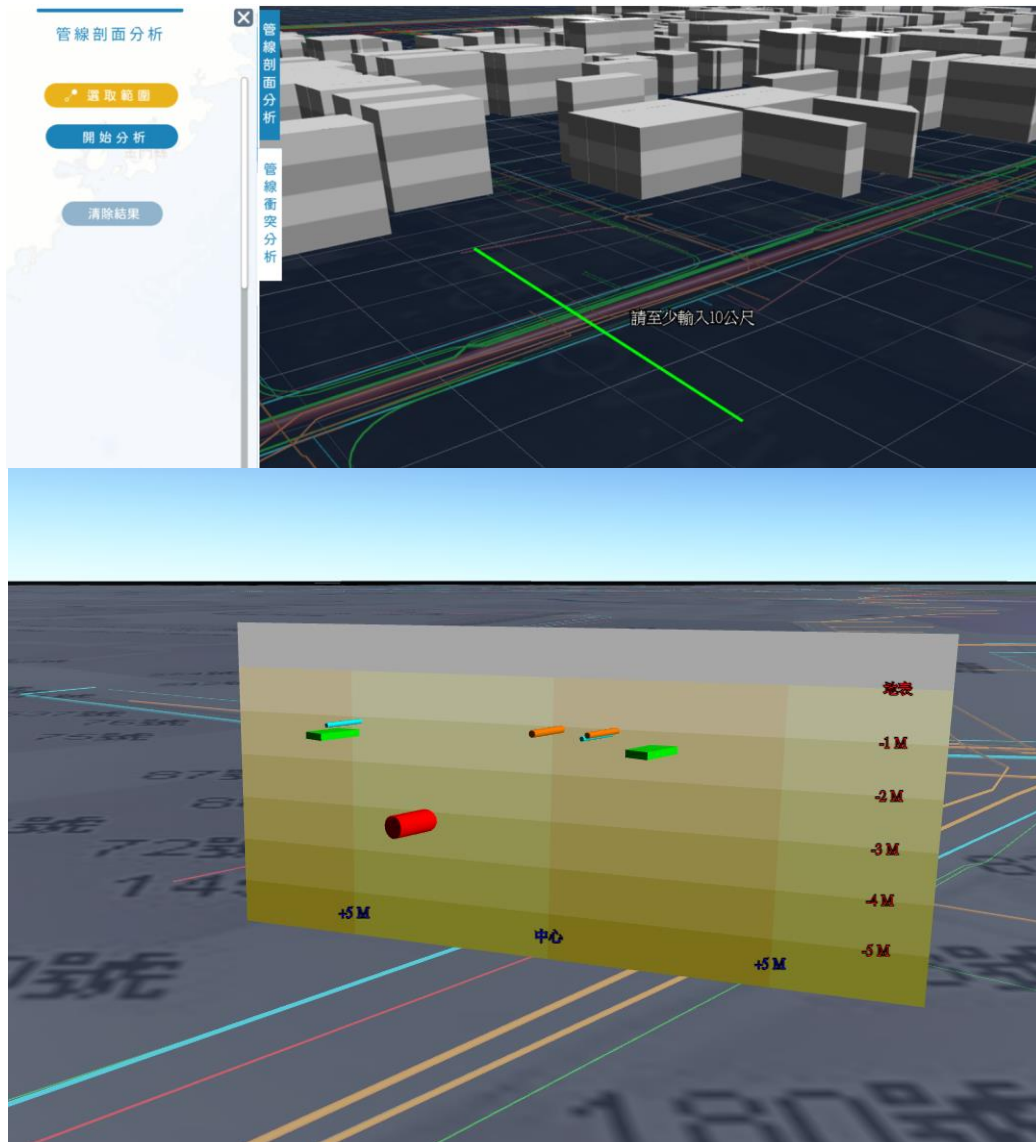 管線剖面分析
選取範圍
開始分析
清除結果
管線剖面分析
管線衝突分析
請至少輸入10公尺
地表
-1 M
-2 M
-3 M
-4 M
-5 M
+5 M
中心
+5 M
72號
180號